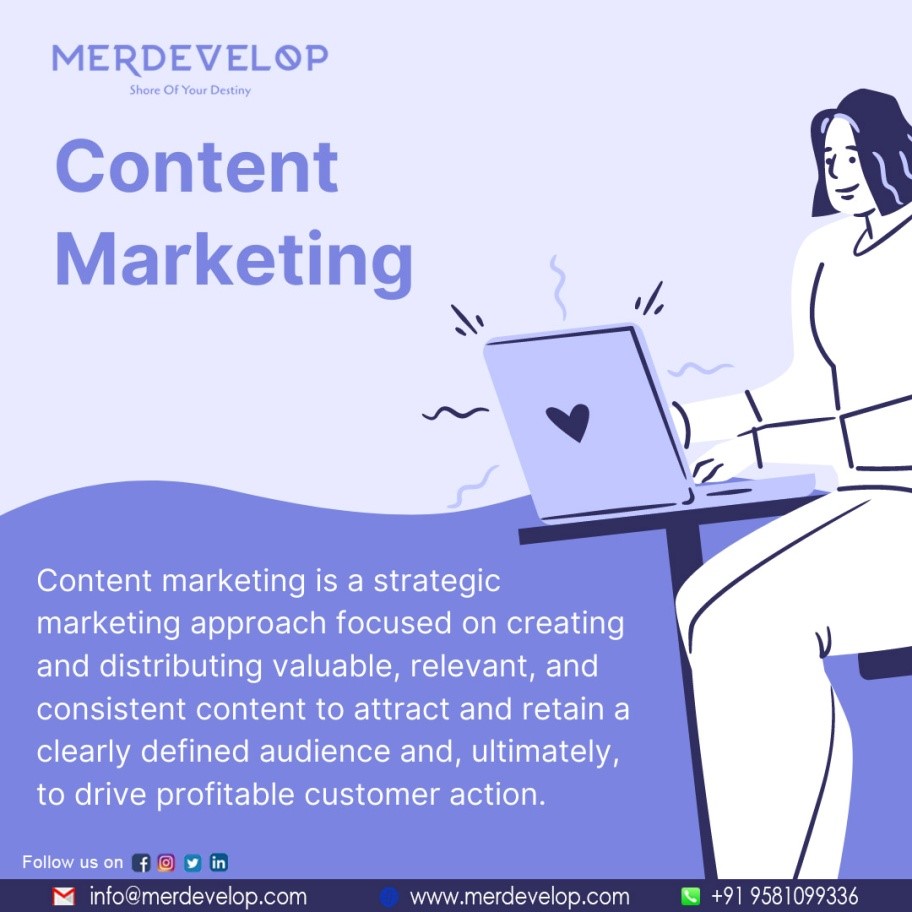 MERDEVELOP
Shore Of Your Destiny
Content
Marketing
Content marketing is a strategic
marketing approach focused on creating
and distributing valuable, relevant, and
consistent content to attract and retain a
clearly defined audience and, ultimately,
to drive profitable customer action.
Follow us on
info@merdevelop.com www.merdevelop.com +91 9581099336